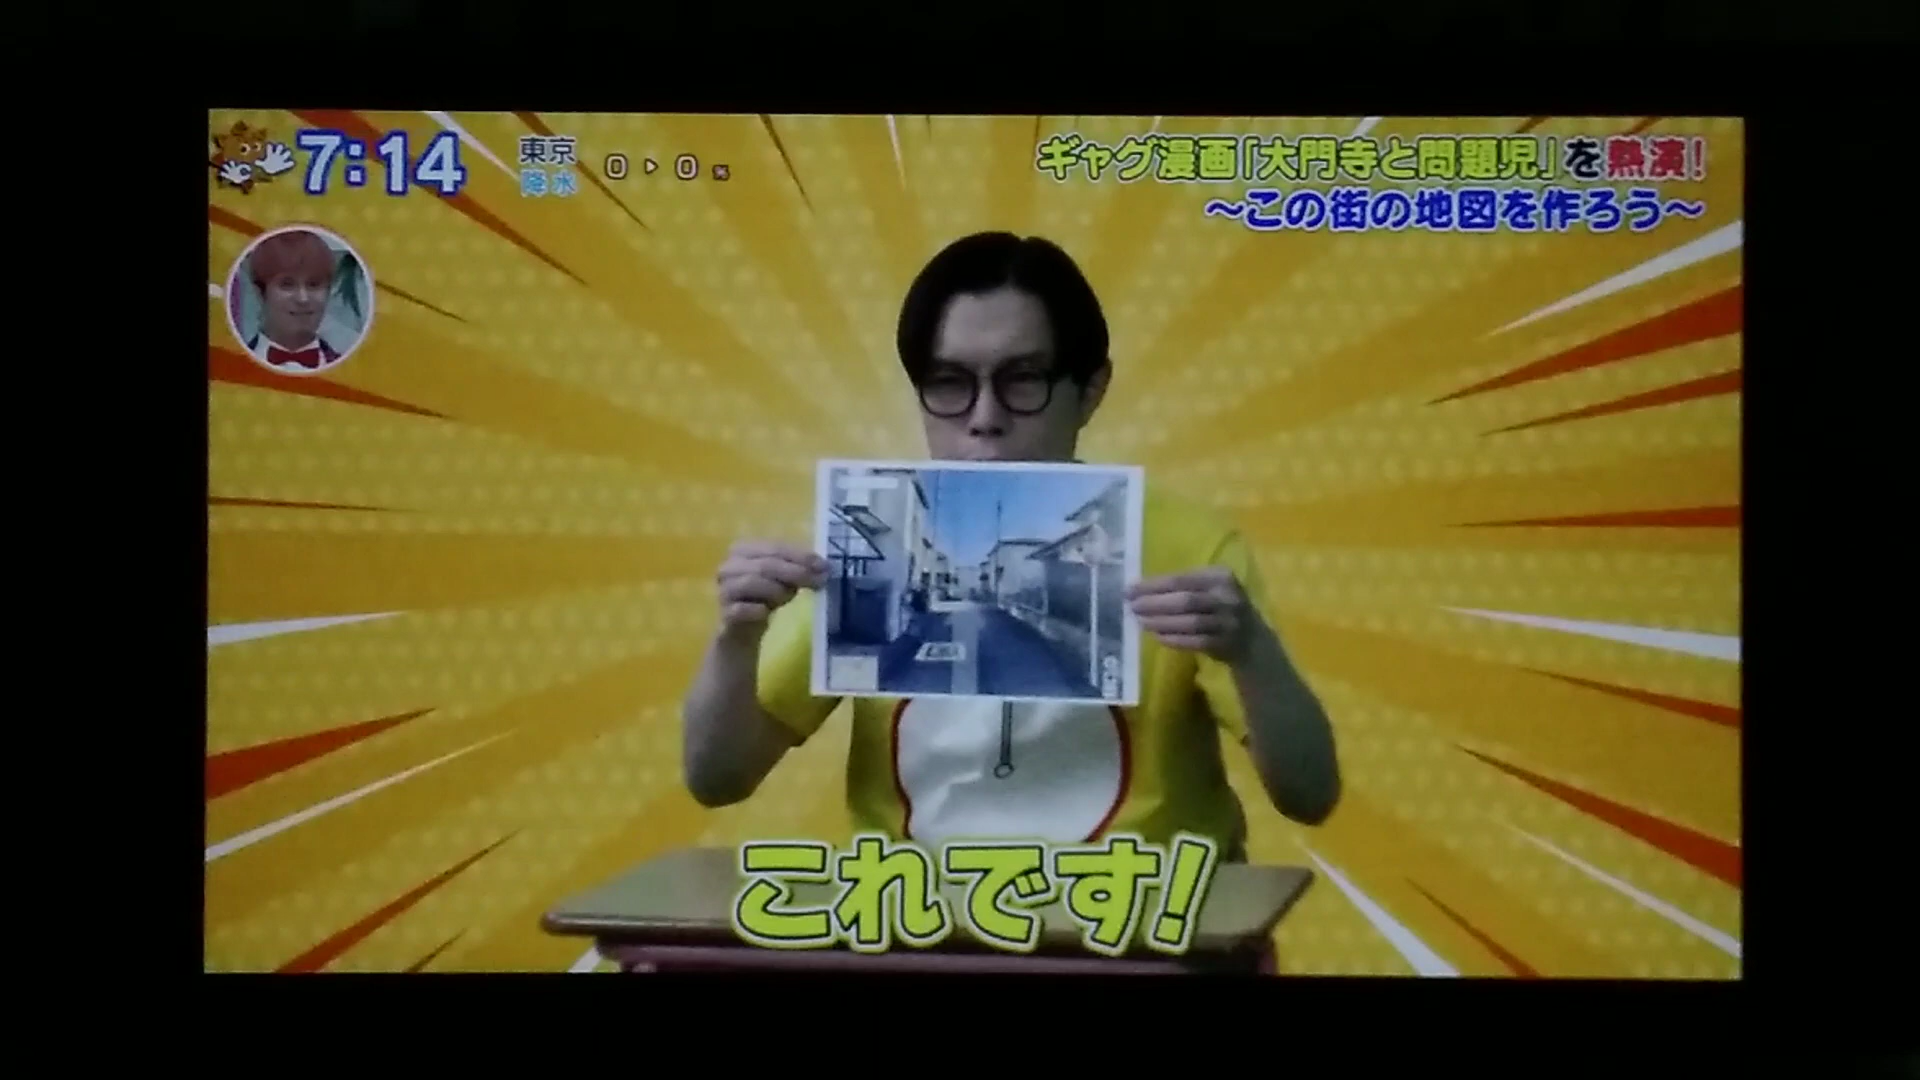 7:14
東京
降水
0 ▸ 0 %
ギャグ漫画「大門寺と問題児」を熱演!
〜この街の地図を作ろう〜
これです!